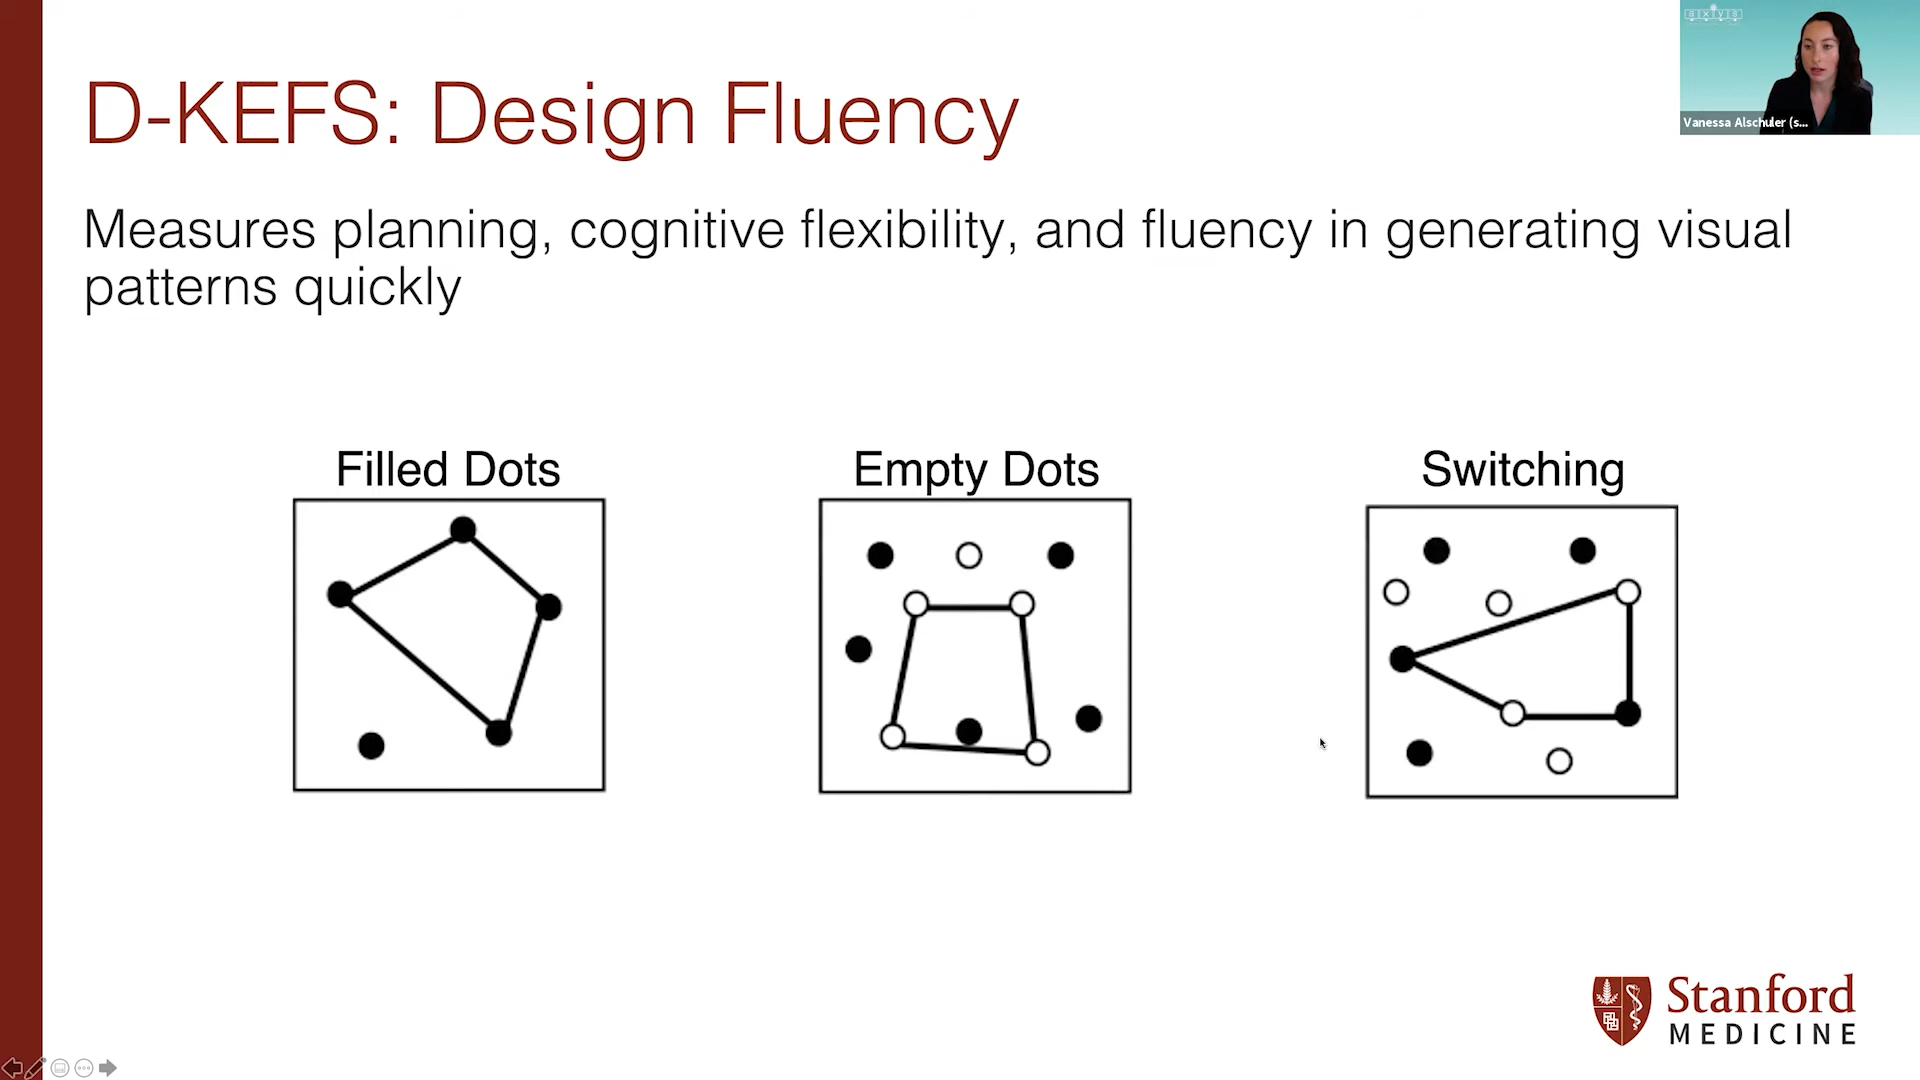 D-KEFS: Design Fluency
axys
Vanessa Alschuler (s...
Measures planning, cognitive flexibility, and fluency in generating visual
patterns quickly
Filled Dots
Empty Dots
Switching
Stanford
MEDICINE